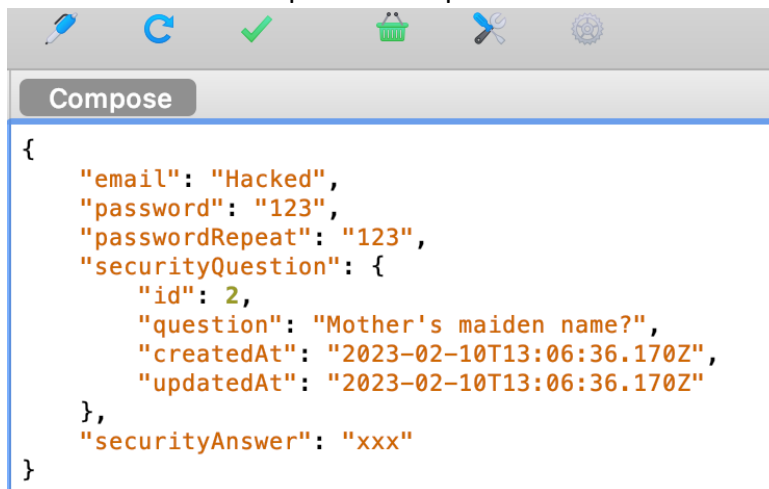 Compose
{
    "email": "Hacked",
    "password": "123",
    "passwordRepeat": "123",
    "securityQuestion": {
        "id": 2,
        "question": "Mother's maiden name?",
        "createdAt": "2023-02-10T13:06:36.170Z",
        "updatedAt": "2023-02-10T13:06:36.170Z"
    },
    "securityAnswer": "xxx"
}